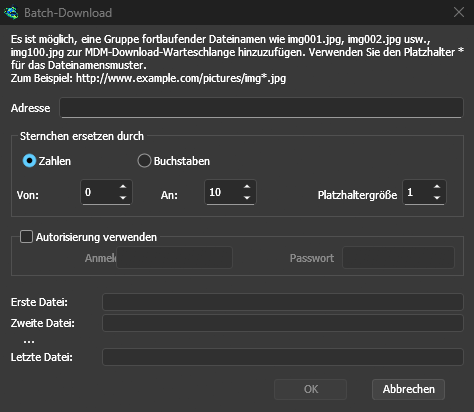 Batch-Download
Es ist möglich, eine Gruppe fortlaufender Dateinamen wie img001.jpg, img002.jpg usw.,
img100.jpg zur MDM-Download-Warteschlange hinzuzufügen. Verwenden Sie den Platzhalter *
für das Dateinamensmuster.
Zum Beispiel: http://www.example.com/pictures/img*.jpg
Adresse
Sternchen ersetzen durch
Zahlen Buchstaben
Von: 0 An: 10 Platzhaltergröße 1
Autorisierung verwenden
Anmel Passwort
Erste Datei:
Zweite Datei:
...
Letzte Datei:
OK Abbrechen